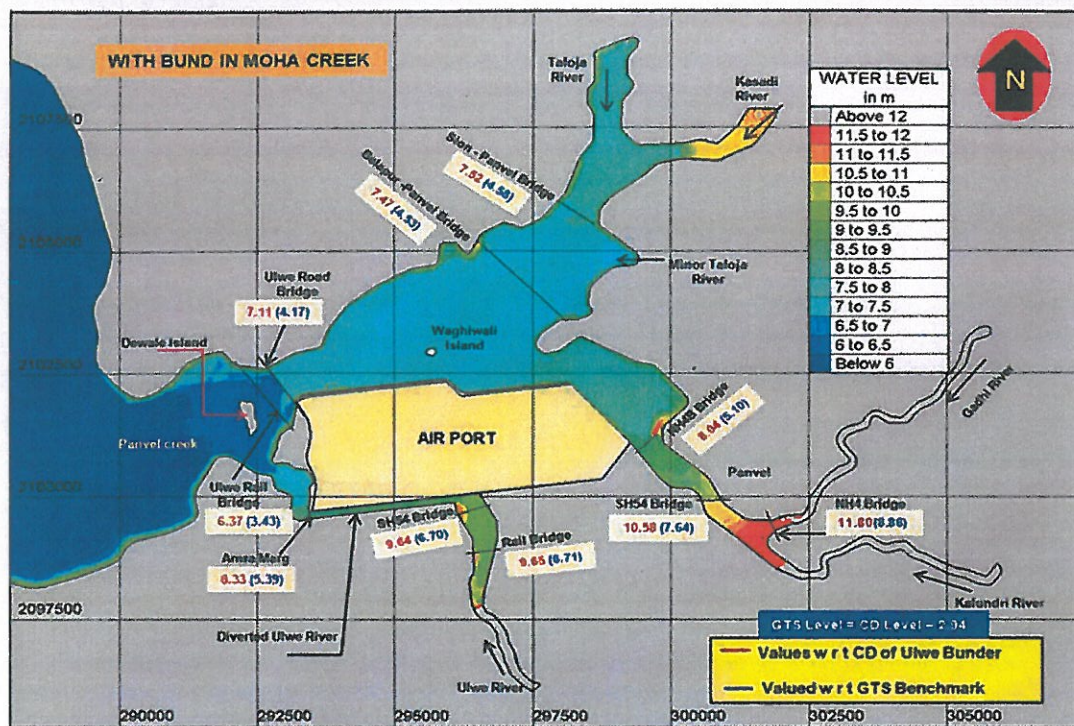 WITH BUND IN MOHA CREEK
Taloja
River
Kasadi
River
N
WATER LEVEL
in m
Above 12
11.5 to 12
11 to 11.5
10.5 to 11
10 to 10.5
9.5 to 10
9 to 9.5
8.5 to 9
8 to 8.5
7.5 to 8
7 to 7.5
6.5 to 7
6 to 6.5
Below 6
Sion - Panvel Bridge
7.52 (4.58)
Belapur -Panvel Bridge
7.47 (4.53)
Minor Taloja
River
Ulwe Road
Bridge
7.11 (4.17)
Waghiwali
Island
Dewale Island
2102500
Gadhi River
NH4B Bridge
8.04 (5.10)
AIR PORT
Panvel creek
Panvel
Ulwe Rail
Bridge
6.37 (3.43)
SH54 Bridge
9.64 (6.70)
SH54 Bridge
10.58 (7.64)
NH4 Bridge
11.80(8.86)
Rail Bridge
9.65 (6.71)
Amra Marg
8.33 (5.39)
2097500
Diverted Ulwe River
Kalundri River
GTS Level = CD Level - 2.94
Values w r t CD of Ulwe Bunder
Valued w r t GTS Benchmark
Ulwe River
290000
292500
295000
297500
300000
302500
305000